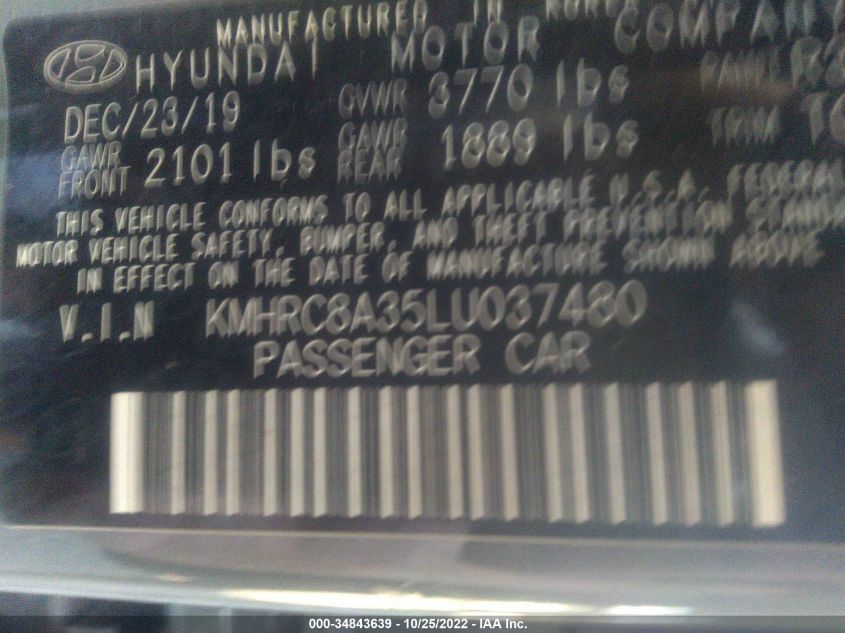 MANUFACTURED IN KOREA
HYUNDAI MOTOR COMPANY
DEC/23/19 GVWR 3770 lbs
GAWR FRONT 2101 lbs GAWR REAR 1889 lbs TRIM
THIS VEHICLE CONFORMS TO ALL APPLICABLE U.S.A. FEDERAL
MOTOR VEHICLE SAFETY, BUMPER, AND THEFT PREVENTION
IN EFFECT ON THE DATE OF MANUFACTURE SHOWN ABOVE
V.I.N KMHRC8A35LU037480
PASSENGER CAR
000-34843639 - 10/25/2022 - IAA Inc.